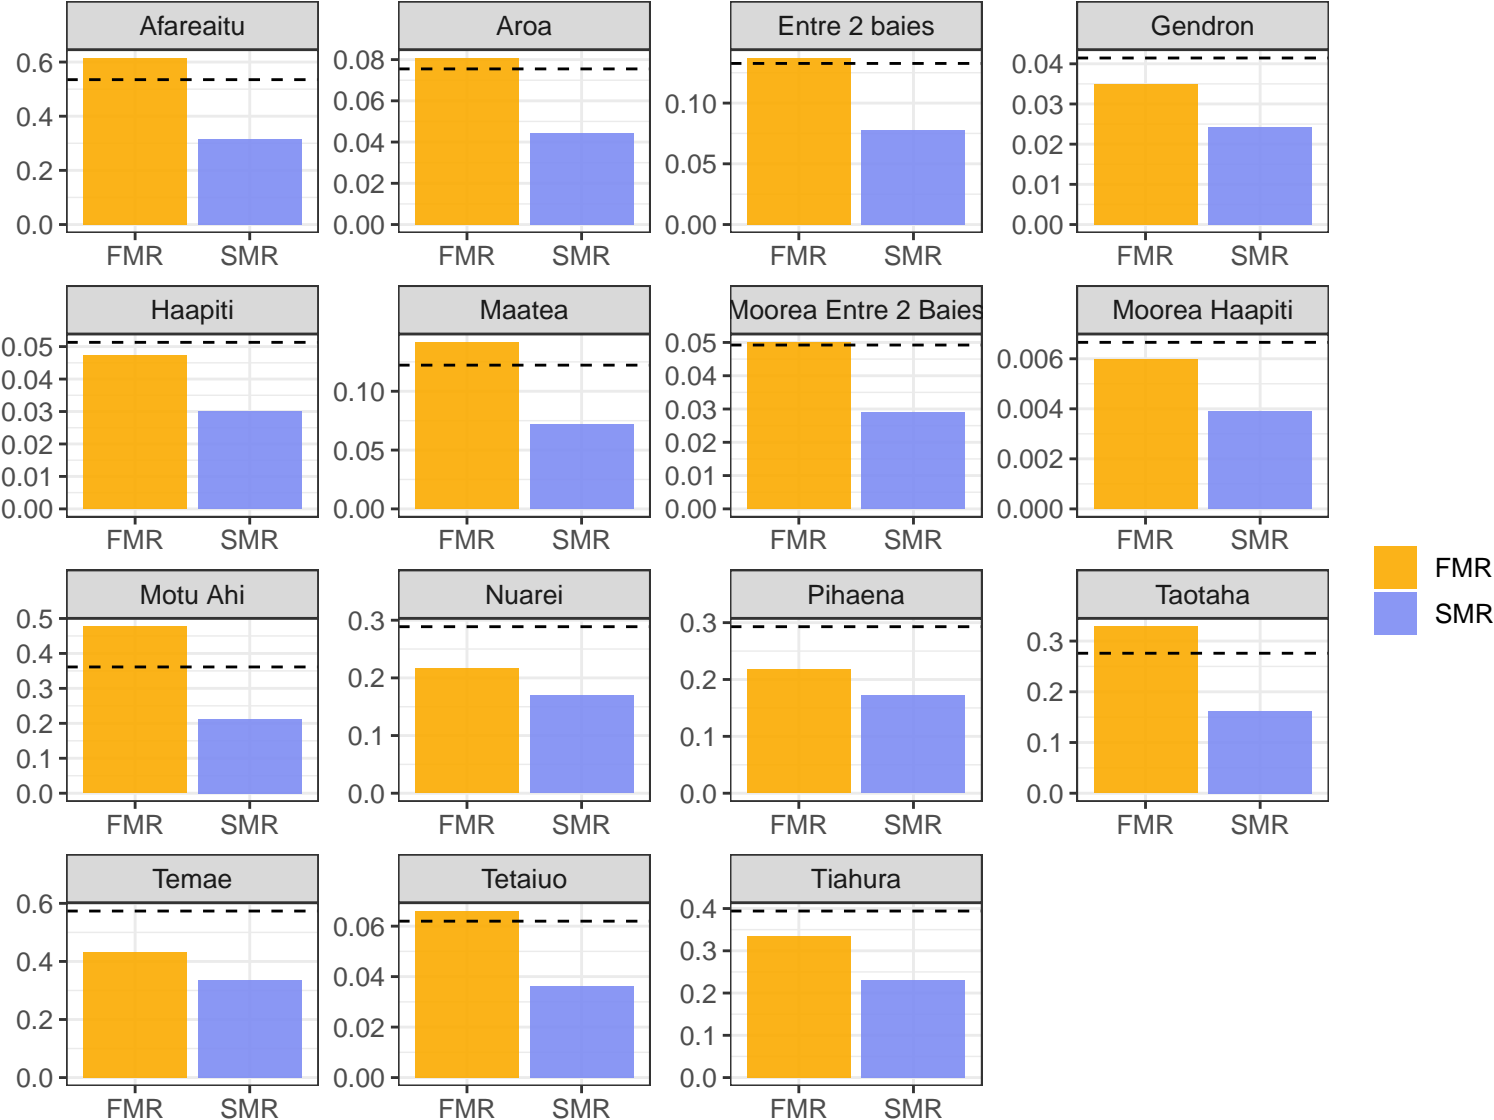 Afareaitu
Aroa
Entre 2 baies
Gendron
0.6
0.4
0.2
0.0
0.08
0.06
0.04
0.02
0.00
0.10
0.05
0.00
0.04
0.03
0.02
0.01
0.00
FMR SMR
FMR SMR
FMR SMR
FMR SMR
Haapiti
Maatea
Moorea Entre 2 Baies
Moorea Haapiti
0.05
0.04
0.03
0.02
0.01
0.00
0.10
0.05
0.00
0.05
0.04
0.03
0.02
0.01
0.00
0.006
0.004
0.002
0.000
FMR SMR
FMR SMR
FMR SMR
FMR SMR
Motu Ahi
Nuarei
Pihaena
Taotaha
0.5
0.4
0.3
0.2
0.1
0.0
0.3
0.2
0.1
0.0
0.3
0.2
0.1
0.0
0.3
0.2
0.1
0.0
FMR SMR
FMR SMR
FMR SMR
FMR SMR
Temae
Tetaiuo
Tiahura
0.6
0.4
0.2
0.0
0.06
0.04
0.02
0.00
0.4
0.3
0.2
0.1
0.0
FMR SMR
FMR SMR
FMR SMR
FMR
SMR